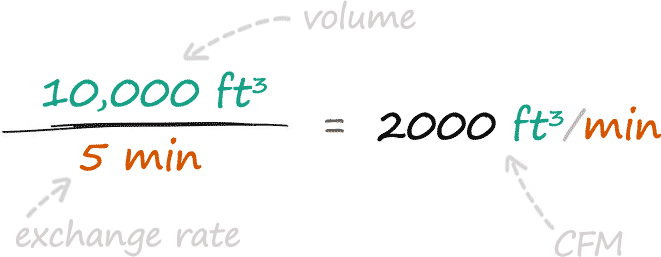 volume
10,000 ft³
5 min
= 2000 ft³/min
exchange rate
CFM